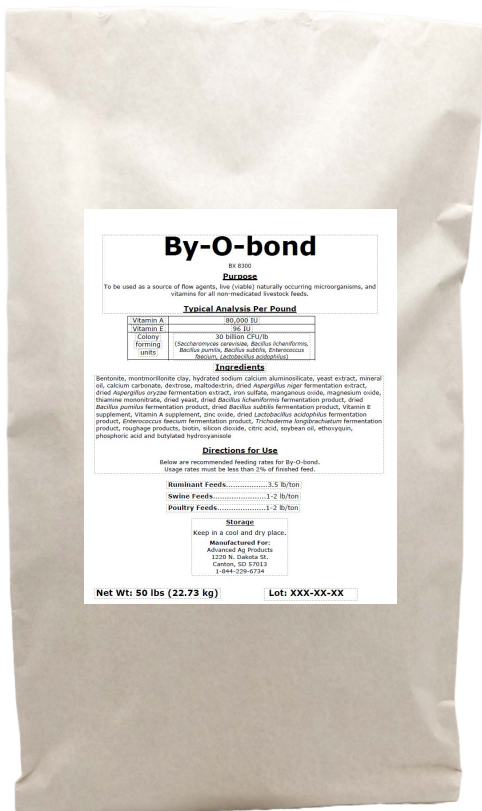 By-O-bond
BX 8300
Purpose
To be used as a source of flow agents, live (viable) naturally occurring microorganisms, and
vitamins for all non-medicated livestock feeds.
Typical Analysis Per Pound
Vitamin A 80,000 IU
Vitamin E 96 IU
Colony forming units 30 billion CFU/lb
(Saccharomyces cerevisiae, Bacillus licheniformis,
Bacillus pumilis, Bacillus subtilis, Enterococcus
faecium, Lactobacillus acidophilus)
Ingredients
Bentonite, montmorillonite clay, hydrated sodium calcium aluminosilicate, yeast extract, mineral
oil, calcium carbonate, dextrose, maltodextrin, dried Aspergillus niger fermentation extract,
dried Aspergillus oryzae fermentation extract, iron sulfate, manganous oxide, magnesium oxide,
thiamine mononitrate, dried yeast, dried Bacillus licheniformis fermentation product, dried
Bacillus pumilus fermentation product, dried Bacillus subtilis fermentation product, Vitamin E
supplement, Vitamin A supplement, zinc oxide, dried Lactobacillus acidophilus fermentation
product, Enterococcus faecium fermentation product, Trichoderma longibrachiatum fermentation
product, roughage products, biotin, silicon dioxide, citric acid, soybean oil, ethoxyquin,
phosphoric acid and butylated hydroxyanisole
Directions for Use
Below are recommended feeding rates for By-O-bond.
Usage rates must be less than 2% of finished feed.
Ruminant Feeds...................3.5 lb/ton
Swine Feeds........................1-2 lb/ton
Poultry Feeds......................1-2 lb/ton
Storage
Keep in a cool and dry place.
Manufactured For:
Advanced Ag Products
1220 N. Dakota St.
Canton, SD 57013
1-844-229-6734
Net Wt: 50 lbs (22.73 kg) Lot: XXX-XX-XX